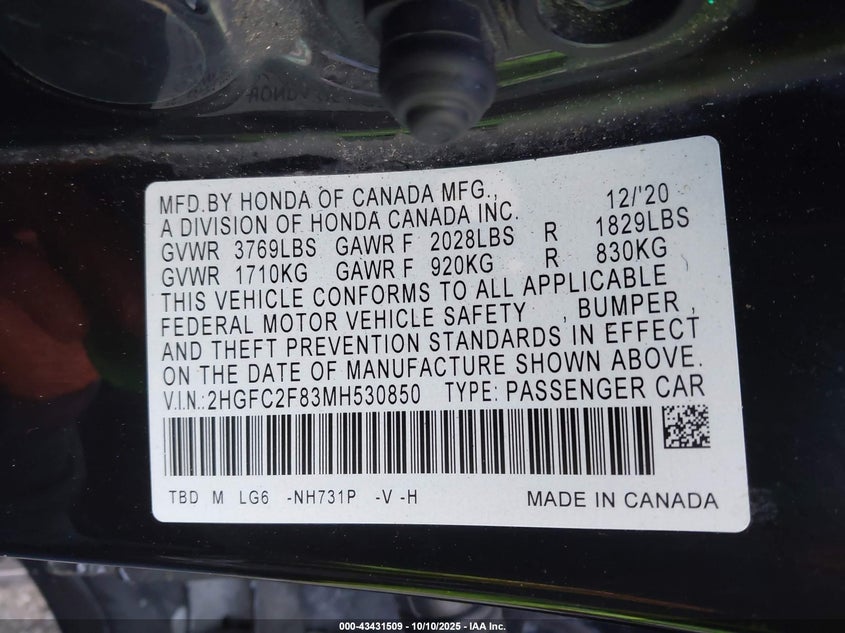 MFD.BY HONDA OF CANADA MFG., 12/'20
A DIVISION OF HONDA CANADA INC.
GVWR 3769LBS GAWR F 2028LBS R 1829LBS
GVWR 1710KG GAWR F 920KG R 830KG
THIS VEHICLE CONFORMS TO ALL APPLICABLE
FEDERAL MOTOR VEHICLE SAFETY , BUMPER ,
AND THEFT PREVENTION STANDARDS IN EFFECT
ON THE DATE OF MANUFACTURE SHOWN ABOVE.
V.I.N.:2HGFC2F83MH530850 TYPE: PASSENGER CAR
TBD M LG6 -NH731P -V -H MADE IN CANADA
000-43431509 - 10/10/2025 - IAA Inc.